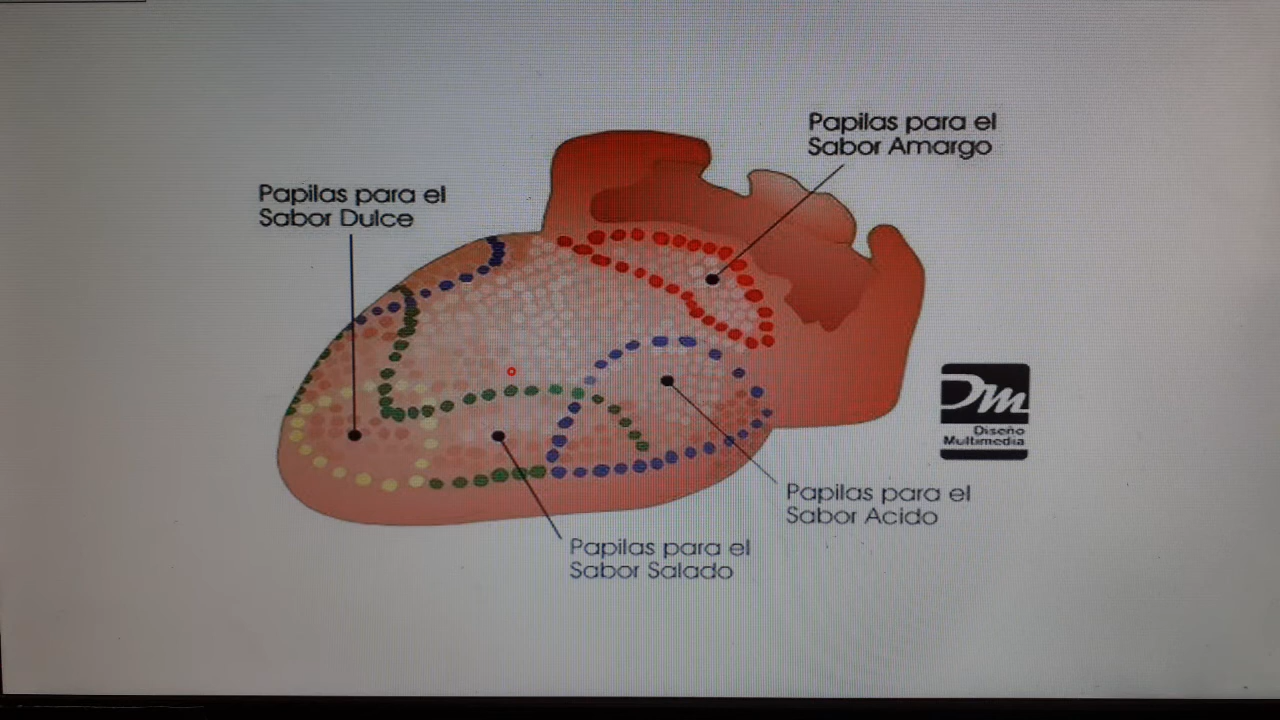 Papilas para el
Sabor Amargo
Papilas para el
Sabor Dulce
Dm
Diseño
Multimedia
Papilas para el
Sabor Acido
Papilas para el
Sabor Salado